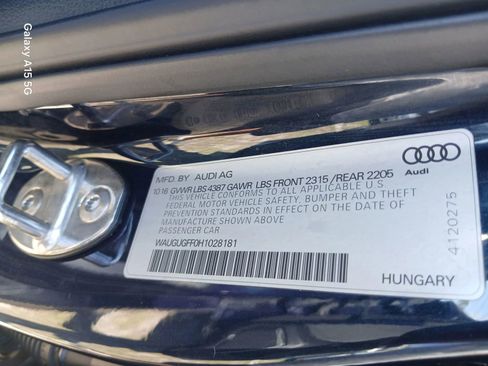 Galaxy A15 5G
MFD. BY AUDI AG
10.16 GVWR LBS 4387 GAWR LBS FRONT 2315 /REAR 2205
THIS VEHICLE CONFORMS TO ALL APPLICABLE U.S.
FEDERAL MOTOR VEHICLE SAFETY, BUMPER AND THEFT
PREVENTION STANDARDS IN EFFECT ON THE DATE OF
MANUFACTURE SHOWN ABOVE
PASSENGER CAR
WAUGUGFF0H1028181
Audi
4120275
HUNGARY